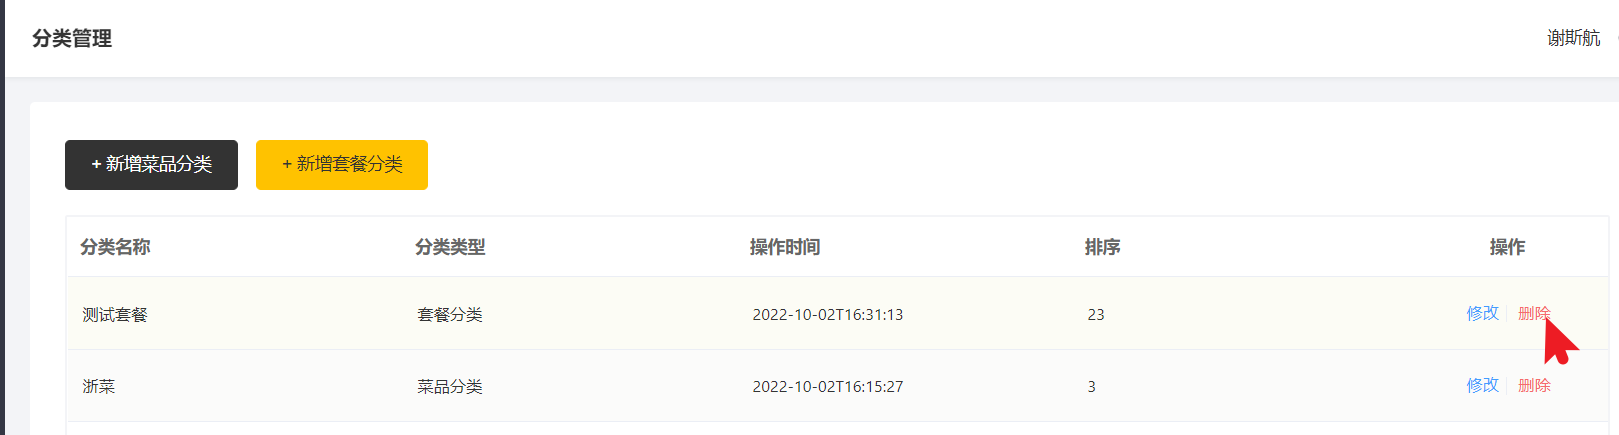 分类管理 谢斯航
+ 新增菜品分类 + 新增套餐分类
分类名称 分类类型 操作时间 排序 操作
测试套餐 套餐分类 2022-10-02T16:31:13 23 修改 删除
浙菜 菜品分类 2022-10-02T16:15:27 3 修改 删除